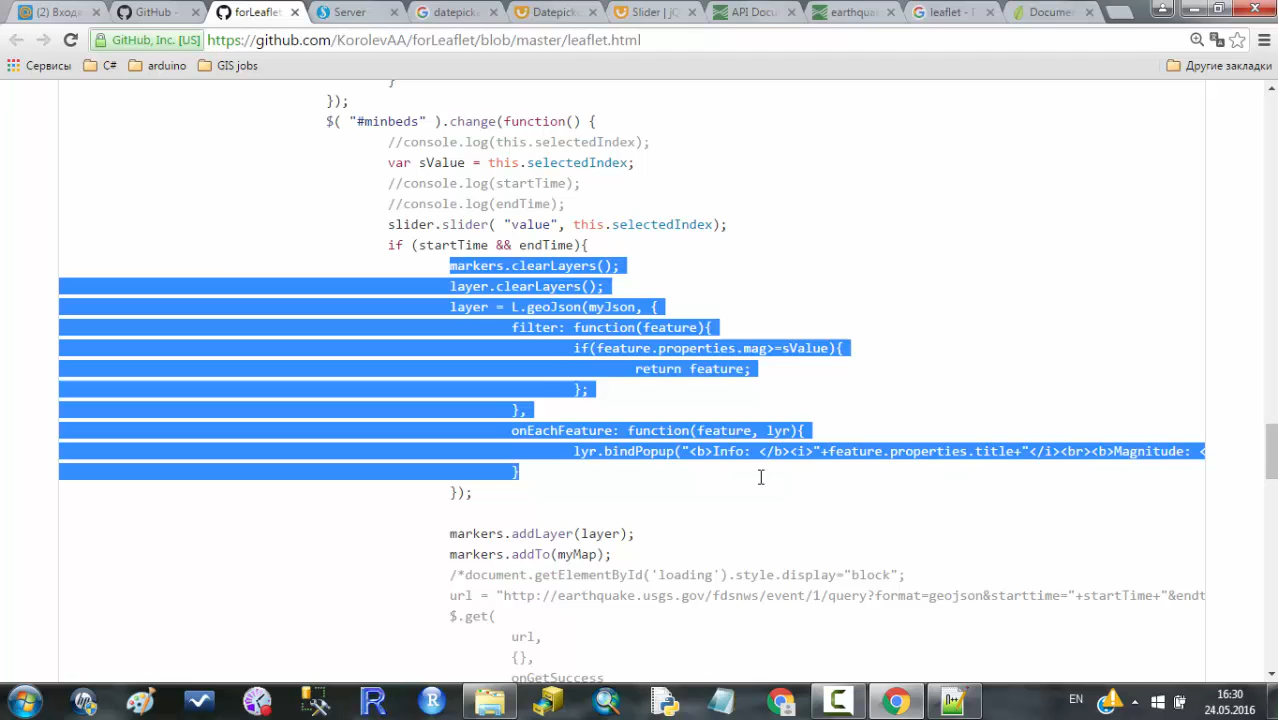 (2) Входя
GitHub -
forLeaflet
Server
datepicke
Datepicke
Slider | jQ
API Docu
earthquak
leaflet - 
Docume
GitHub, Inc. [US]
https://github.com/KorolevAA/forLeaflet/blob/master/leaflet.html
Сервисы
C#
arduino
GIS jobs
Другие закладки
}
});
$( "#minbeds" ).change(function() {
//console.log(this.selectedIndex);
var sValue = this.selectedIndex;
//console.log(startTime);
//console.log(endTime);
slider.slider( "value", this.selectedIndex);
if (startTime && endTime){
markers.clearLayers();
layer.clearLayers();
layer = L.geoJson(myJson, {
filter: function(feature){
if(feature.properties.mag>=sValue){
return feature;
};
},
onEachFeature: function(feature, lyr){
lyr.bindPopup("<b>Info: </b><i>"+feature.properties.title+"</i><br><b>Magnitude: <
}
});
markers.addLayer(layer);
markers.addTo(myMap);
/*document.getElementById('loading').style.display="block";
url = "http://earthquake.usgs.gov/fdsnws/event/1/query?format=geojson&starttime="+startTime+"&endt
$.get(
url,
{},
onGetSuccess
EN
16:30
24.05.2016